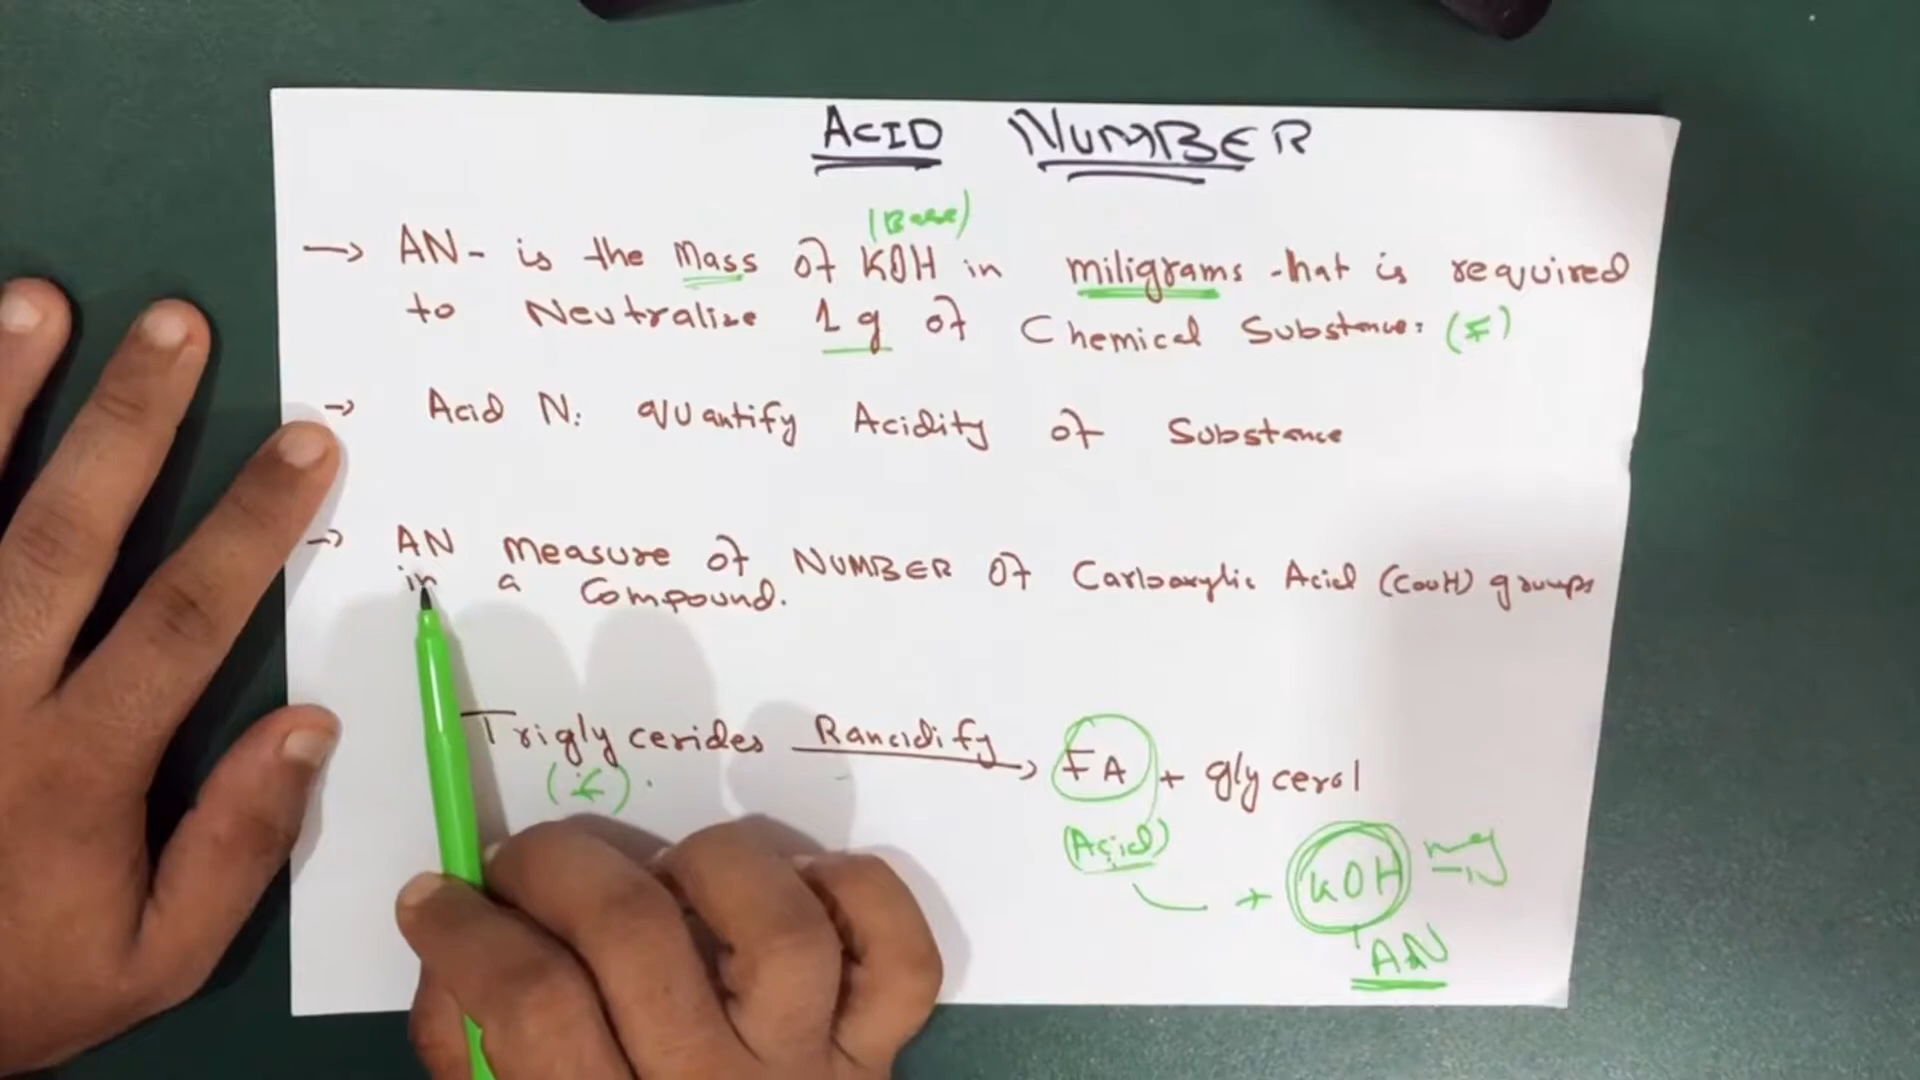 ACID NUMBER
(Base)
→ AN- is the Mass of KOH in miligrams that is required
to Neutralize 1 g of Chemical Substance: (F)
→ Acid N: quantify Acidity of Substance
→ AN measure of NUMBER of Carboxylic Acid (COOH) groups
in a Compound.
Triglycerides Rancidify → FA + glycerol
(F).
(Acid)
+ KOH mg
AN